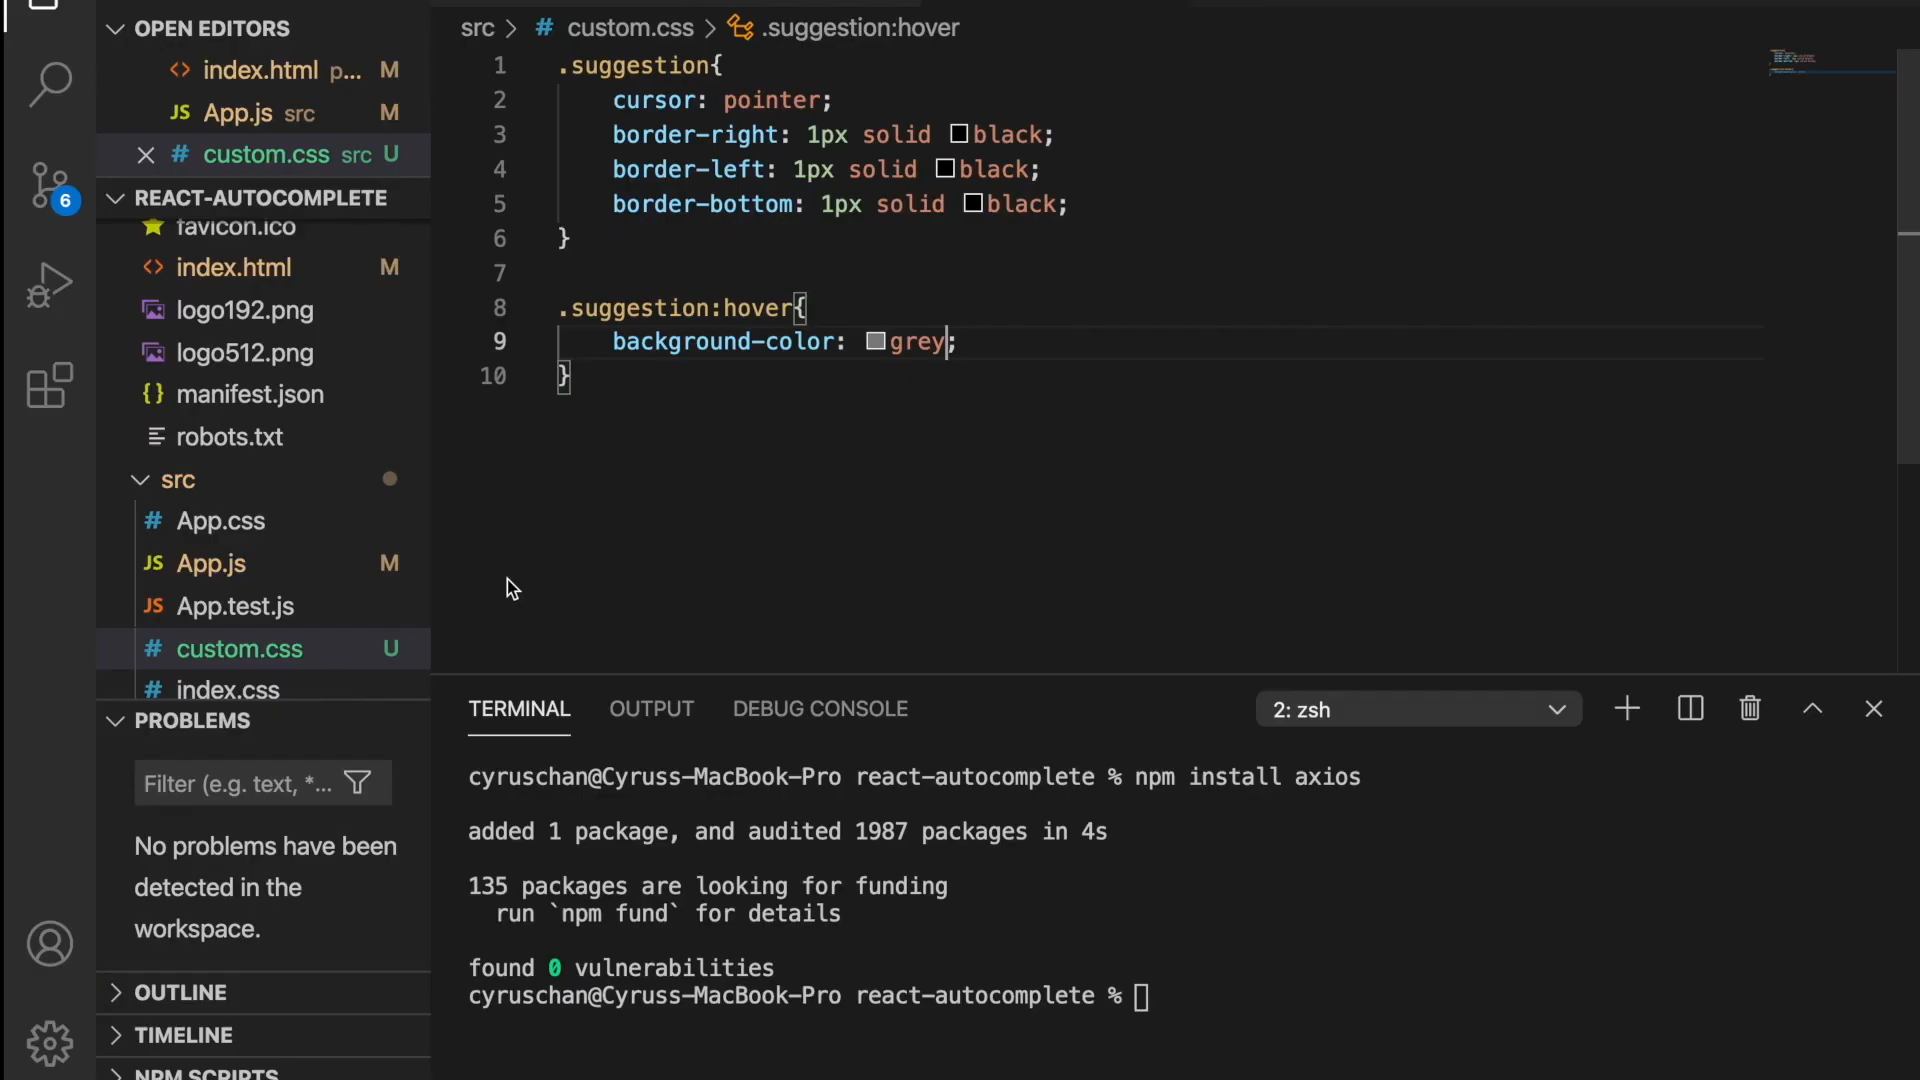 OPEN EDITORS
index.html p... M
JS App.js src M
# custom.css src U
REACT-AUTOCOMPLETE
favicon.ico
index.html M
logo192.png
logo512.png
{} manifest.json
robots.txt
src
# App.css
JS App.js M
JS App.test.js
# custom.css U
# index.css
PROBLEMS
Filter (e.g. text, *...
No problems have been
detected in the
workspace.
OUTLINE
TIMELINE
NPM SCRIPTS
6
src > # custom.css > .suggestion:hover
1 .suggestion{
2 cursor: pointer;
3 border-right: 1px solid black;
4 border-left: 1px solid black;
5 border-bottom: 1px solid black;
6 }
7
8 .suggestion:hover{
9 background-color: grey;
10 }
TERMINAL OUTPUT DEBUG CONSOLE 2: zsh
cyruschan@Cyruss-MacBook-Pro react-autocomplete % npm install axios
added 1 package, and audited 1987 packages in 4s
135 packages are looking for funding
run `npm fund` for details
found 0 vulnerabilities
cyruschan@Cyruss-MacBook-Pro react-autocomplete %